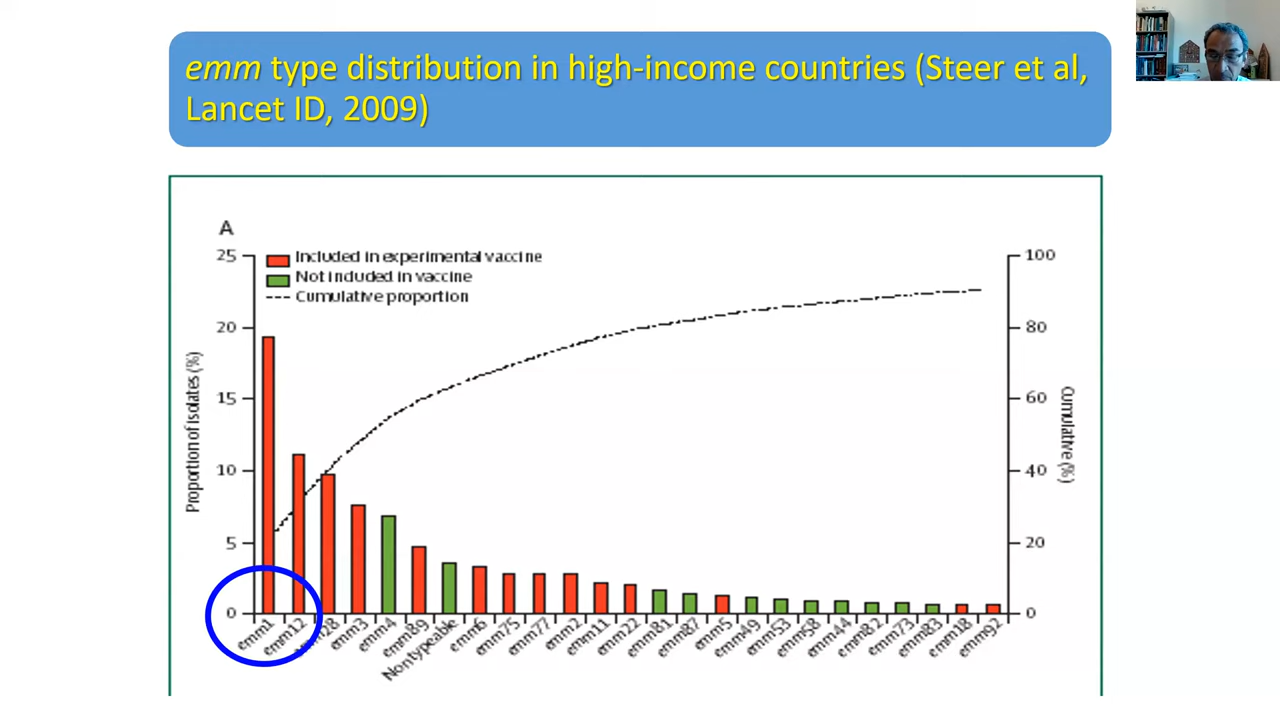 emm type distribution in high-income countries (Steer et al,
Lancet ID, 2009)
A
Included in experimental vaccine
Not included in vaccine
Cumulative proportion
Proportion of isolates (%)
25
20
15
10
5
0
Cumulative (%)
100
80
60
40
20
0
emm1
emm12
emm28
emm3
emm4
emm89
Nontypeable
emm6
emm75
emm77
emm2
emm11
emm22
emm81
emm87
emm5
emm49
emm53
emm58
emm44
emm82
emm73
emm83
emm18
emm92